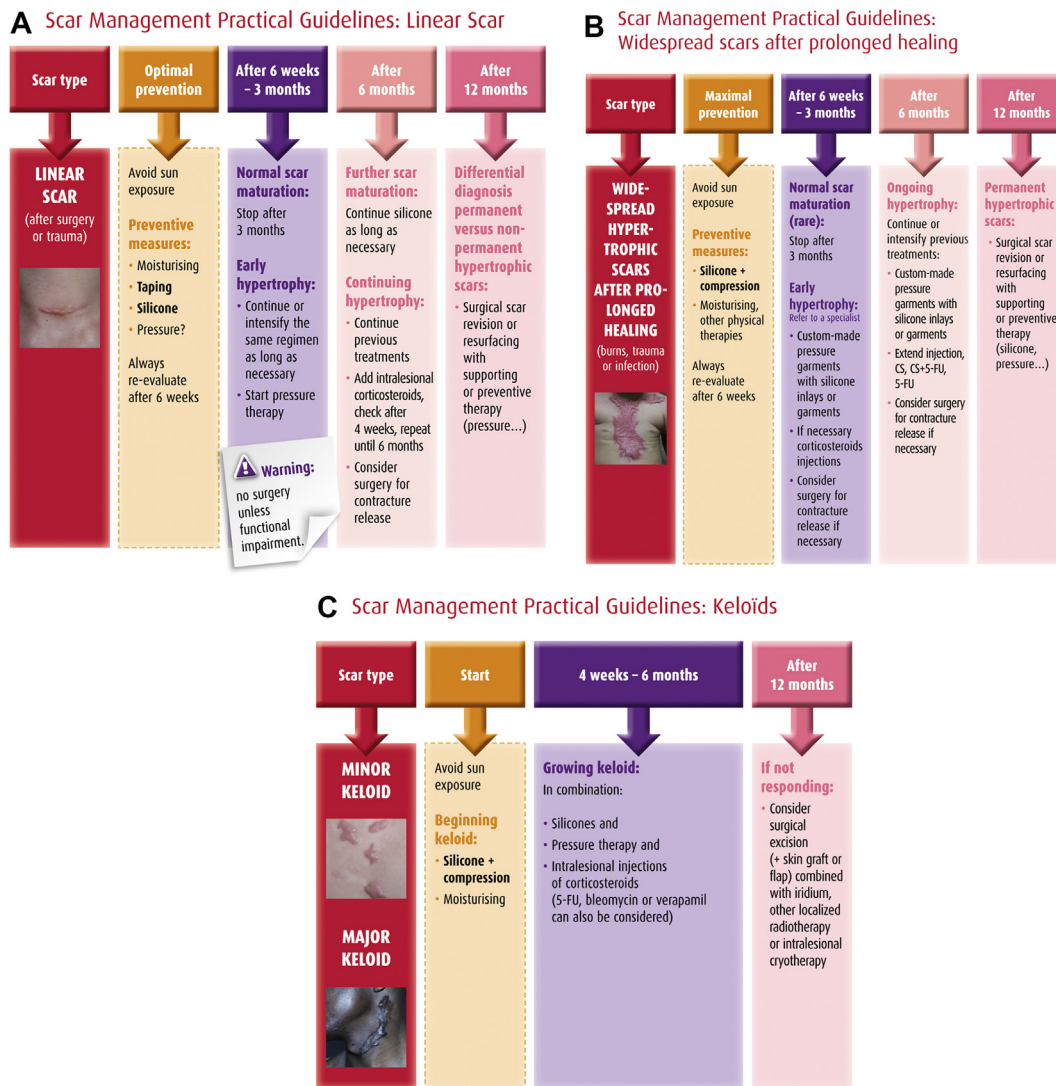 A Scar Management Practical Guidelines: Linear Scar
Scar type
Optimal
prevention
After 6 weeks
– 3 months
After
6 months
After
12 months
LINEAR
SCAR
(after surgery
or trauma)
Avoid sun
exposure
Preventive
measures:
• Moisturising
• Taping
• Silicone
• Pressure?
Always
re-evaluate
after 6 weeks
Normal scar
maturation:
Stop after
3 months
Early
hypertrophy:
• Continue or
intensify the
same regimen
as long as
necessary
• Start pressure
therapy
Warning:
no surgery
unless
functional
impairment.
Further scar
maturation:
Continue silicone
as long as
necessary
Continuing
hypertrophy:
• Continue
previous
treatments
• Add intralesional
corticosteroids,
check after
4 weeks, repeat
until 6 months
• Consider
surgery for
contracture
release
Differential
diagnosis
permanent
versus non-
permanent
hypertrophic
scars:
• Surgical scar
revision or
resurfacing
with
supporting
or preventive
therapy
(pressure...)
B Scar Management Practical Guidelines:
Widespread scars after prolonged healing
Scar type
Maximal
prevention
After 6 weeks
– 3 months
After
6 months
After
12 months
WIDE-
SPREAD
HYPER-
TROPHIC
SCARS
AFTER PRO-
LONGED
HEALING
(burns, trauma
or infection)
Avoid sun
exposure
Preventive
measures:
• Silicone +
compression
• Moisturising,
other physical
therapies
Always
re-evaluate
after 6 weeks
Normal scar
maturation
(rare):
Stop after
3 months
Early
hypertrophy:
Refer to a specialist
• Custom-made
pressure
garments
with silicone
inlays or
garments
• If necessary
corticosteroids
injections
• Consider
surgery for
contracture
release if
necessary
Ongoing
hypertrophy:
Continue or
intensify previous
treatments:
• Custom-made
pressure
garments with
silicone inlays
or garments
• Extend injection,
CS, CS+5-FU,
5-FU
• Consider surgery
for contracture
release if
necessary
Permanent
hypertrophic
scars:
• Surgical scar
revision or
resurfacing
with
supporting
or preventive
therapy
(silicone,
pressure...)
C Scar Management Practical Guidelines: Keloïds
Scar type
Start
4 weeks – 6 months
After
12 months
MINOR
KELOID
MAJOR
KELOID
Avoid sun
exposure
Beginning
keloid:
• Silicone +
compression
• Moisturising
Growing keloid:
In combination:
• Silicones and
• Pressure therapy and
• Intralesional injections
of corticosteroids
(5-FU, bleomycin or verapamil
can also be considered)
If not
responding:
• Consider
surgical
excision
(+ skin graft or
flap) combined
with iridium,
other localized
radiotherapy
or intralesional
cryotherapy